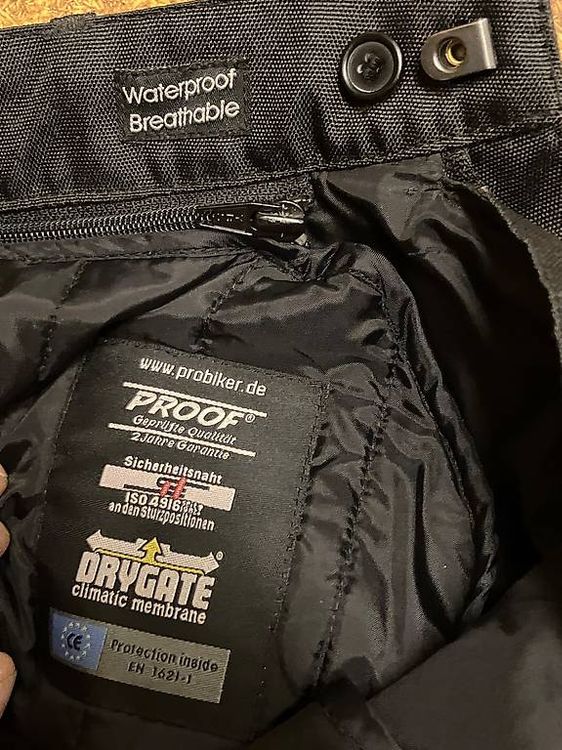 Waterproof
Breathable
www.probiker.de
PROOF®
Geprüfte Qualität
2 Jahre Garantie
Sicherheitsnaht
ISO 4916
an den Sturzpositionen
DRYGATE®
climatic membrane
CE
Protection inside
EN 1621-1